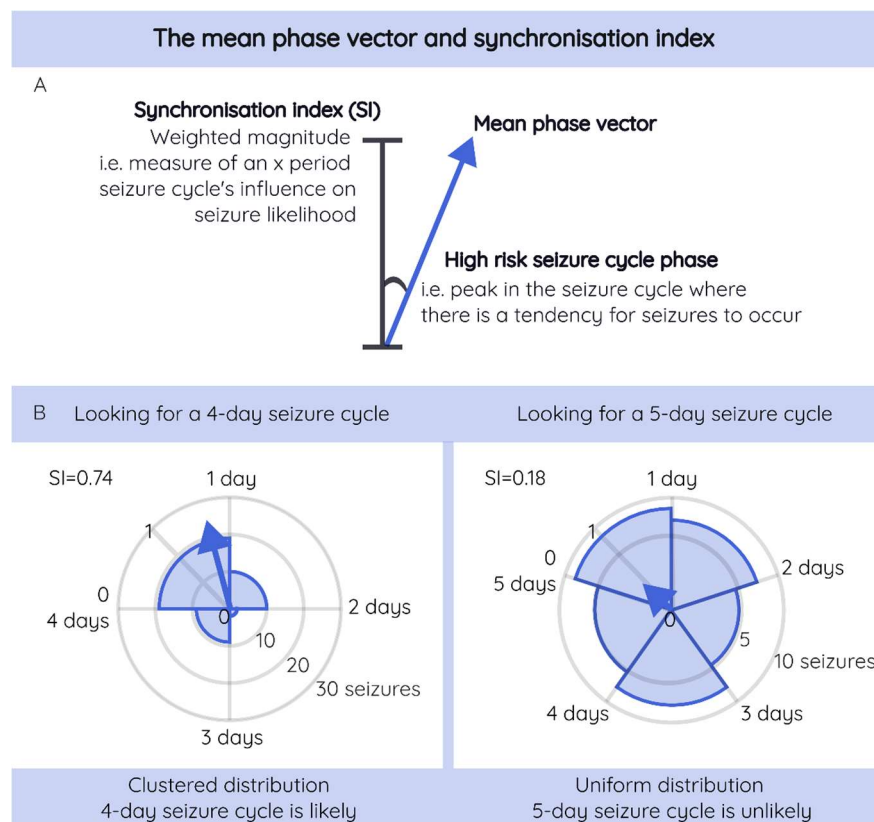 The mean phase vector and synchronisation index
A
Synchronisation index (SI)
Weighted magnitude
i.e. measure of an x period
seizure cycle's influence on
seizure likelihood
Mean phase vector
High risk seizure cycle phase
i.e. peak in the seizure cycle where
there is a tendency for seizures to occur
B
Looking for a 4-day seizure cycle
SI=0.74
1 day
1
0
4 days
0
2 days
10
20
30 seizures
3 days
Clustered distribution
4-day seizure cycle is likely
Looking for a 5-day seizure cycle
SI=0.18
1 day
1
0
5 days
2 days
0
5
10 seizures
4 days
3 days
Uniform distribution
5-day seizure cycle is unlikely